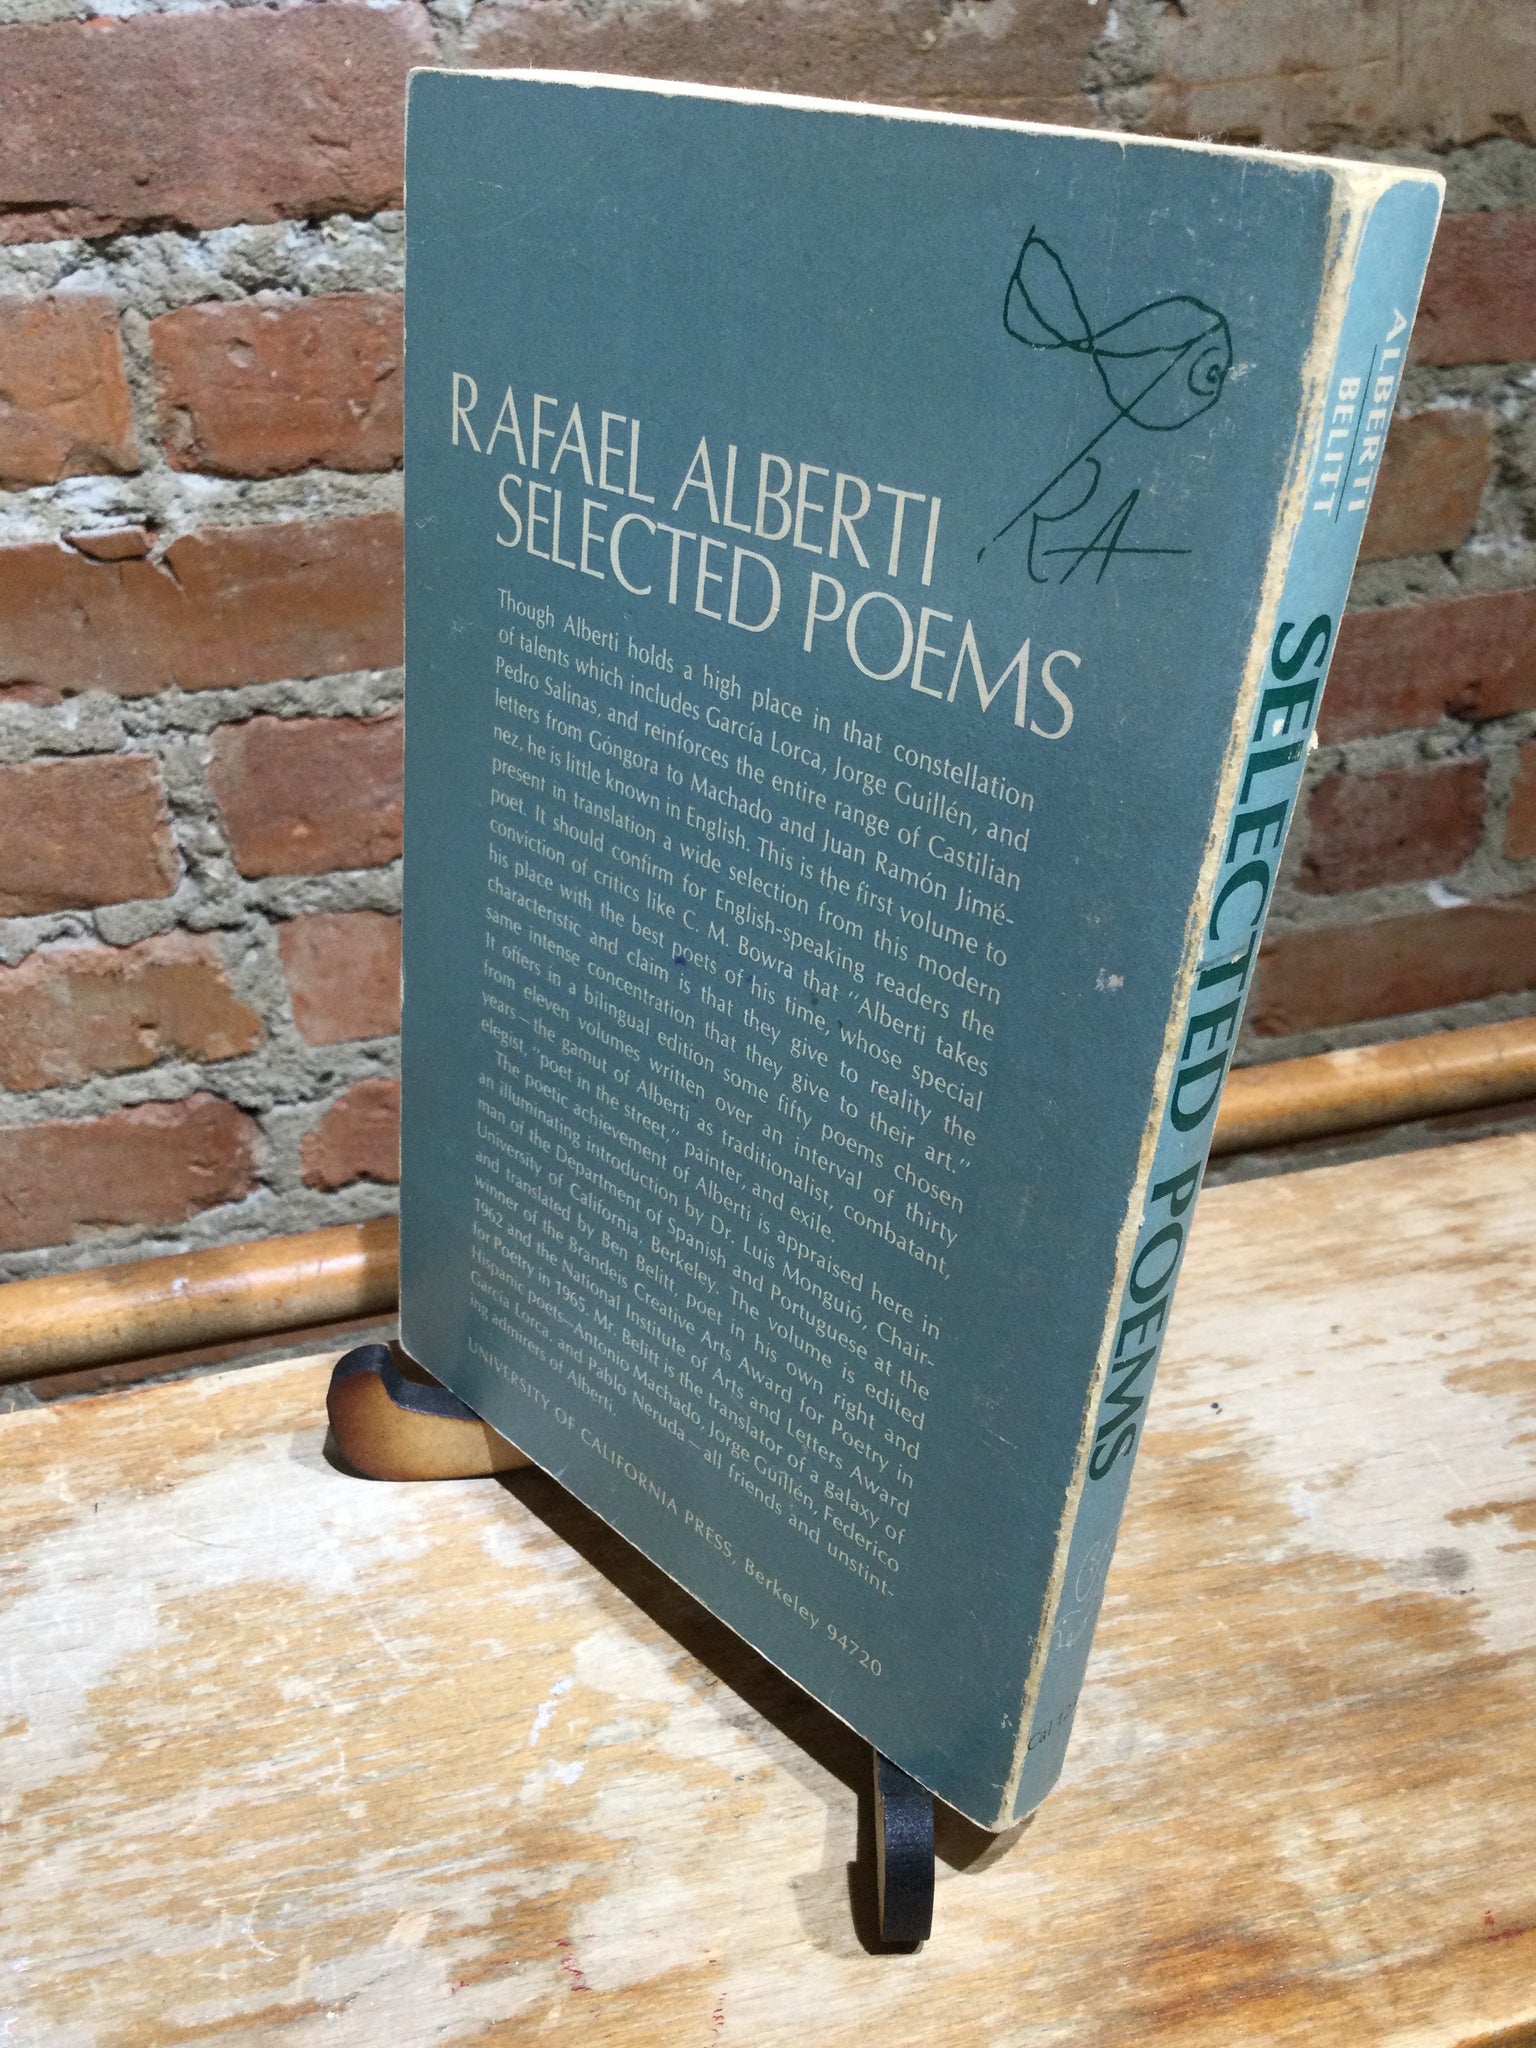 RA
RAFAEL ALBERTI
SELECTED POEMS
Though Alberti holds a high place in that constellation
of talents which includes García Lorca, Jorge Guillén, and
Pedro Salinas, and reinforces the entire range of Castilian
letters from Góngora to Machado and Juan Ramón Jimé-
nez, he is little known in English. This is the first volume to
present in translation a wide selection from this modern
poet. It should confirm for English-speaking readers the
conviction of critics like C. M. Bowra that "Alberti takes
his place with the best poets of his time, whose special
characteristic and claim is that they give to reality the
same intense concentration that they give to their art."
It offers in a bilingual edition some fifty poems chosen
from eleven volumes written over an interval of thirty
years—the gamut of Alberti as traditionalist, combatant,
elegist, "poet in the street," painter, and exile.
The poetic achievement of Alberti is appraised here in
an illuminating introduction by Dr. Luis Monguió, Chair-
man of the Department of Spanish and Portuguese at the
University of California, Berkeley. The volume is edited
and translated by Ben Belitt, poet in his own right and
winner of the Brandeis Creative Arts Award for Poetry in
1962 and the National Institute of Arts and Letters Award
for Poetry in 1965. Mr. Belitt is the translator of a galaxy of
Hispanic poets—Antonio Machado, Jorge Guillén, Federico
García Lorca, and Pablo Neruda—all friends and unstint-
ing admirers of Alberti.
UNIVERSITY OF CALIFORNIA PRESS, Berkeley 94720
ALBERTI
BELITT
SELECTED POEMS
Cal